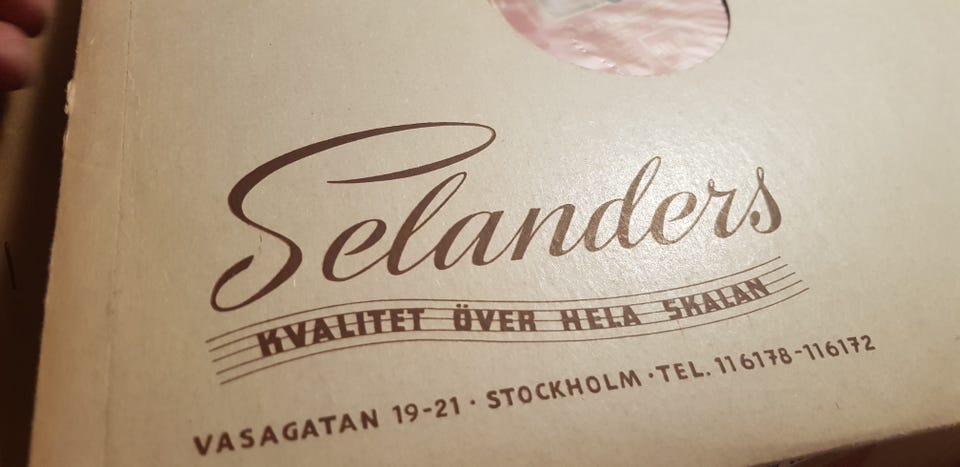 Selanders
KVALITET ÖVER HELA SKALAN
VASAGATAN 19-21 · STOCKHOLM · TEL. 116178-116172